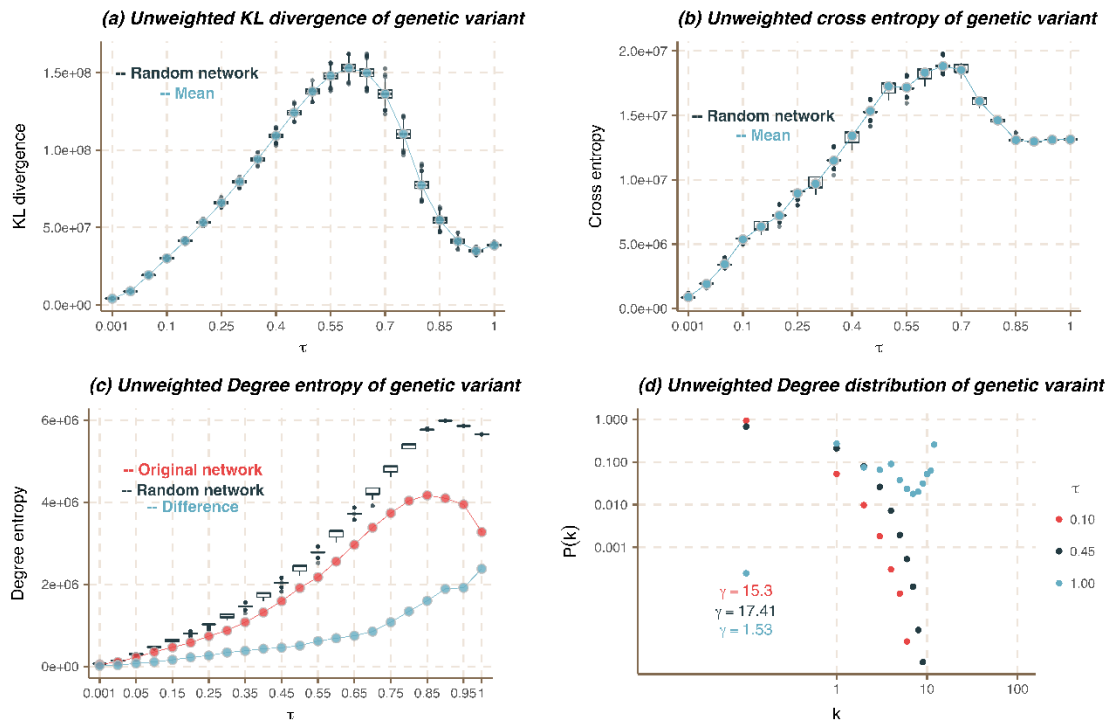 (a) Unweighted KL divergence of genetic variant
KL divergence
1.5e+08
1.0e+08
5.0e+07
0.0e+00
-- Random network
-- Mean
0.001 0.1 0.25 0.4 0.55 0.7 0.85 1
τ
(b) Unweighted cross entropy of genetic variant
Cross entropy
2.0e+07
1.5e+07
1.0e+07
5.0e+06
0.0e+00
-- Random network
-- Mean
0.001 0.1 0.25 0.4 0.55 0.7 0.85 1
τ
(c) Unweighted Degree entropy of genetic variant
Degree entropy
6e+06
4e+06
2e+06
0e+00
-- Original network
-- Random network
-- Difference
0.001 0.05 0.15 0.25 0.35 0.45 0.55 0.65 0.75 0.85 0.951
τ
(d) Unweighted Degree distribution of genetic varaint
P(k)
1.000
0.100
0.010
0.001
γ = 15.3
γ = 17.41
γ = 1.53
1 10 100
k
τ
0.10
0.45
1.00